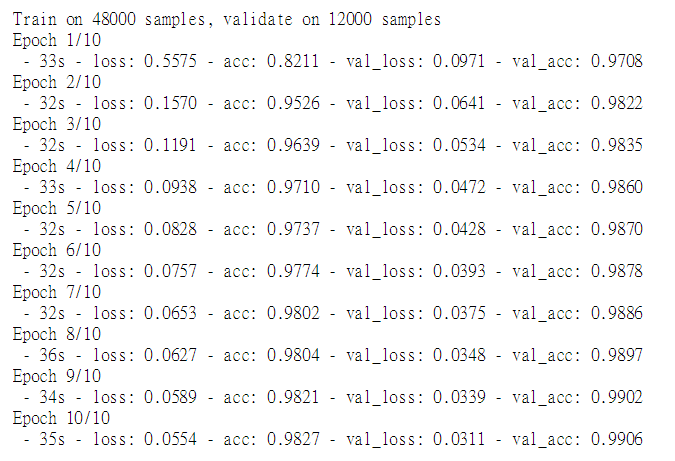 Train on 48000 samples, validate on 12000 samples
Epoch 1/10
 - 33s - loss: 0.5575 - acc: 0.8211 - val_loss: 0.0971 - val_acc: 0.9708
Epoch 2/10
 - 32s - loss: 0.1570 - acc: 0.9526 - val_loss: 0.0641 - val_acc: 0.9822
Epoch 3/10
 - 32s - loss: 0.1191 - acc: 0.9639 - val_loss: 0.0534 - val_acc: 0.9835
Epoch 4/10
 - 33s - loss: 0.0938 - acc: 0.9710 - val_loss: 0.0472 - val_acc: 0.9860
Epoch 5/10
 - 32s - loss: 0.0828 - acc: 0.9737 - val_loss: 0.0428 - val_acc: 0.9870
Epoch 6/10
 - 32s - loss: 0.0757 - acc: 0.9774 - val_loss: 0.0393 - val_acc: 0.9878
Epoch 7/10
 - 32s - loss: 0.0653 - acc: 0.9802 - val_loss: 0.0375 - val_acc: 0.9886
Epoch 8/10
 - 36s - loss: 0.0627 - acc: 0.9804 - val_loss: 0.0348 - val_acc: 0.9897
Epoch 9/10
 - 34s - loss: 0.0589 - acc: 0.9821 - val_loss: 0.0339 - val_acc: 0.9902
Epoch 10/10
 - 35s - loss: 0.0554 - acc: 0.9827 - val_loss: 0.0311 - val_acc: 0.9906